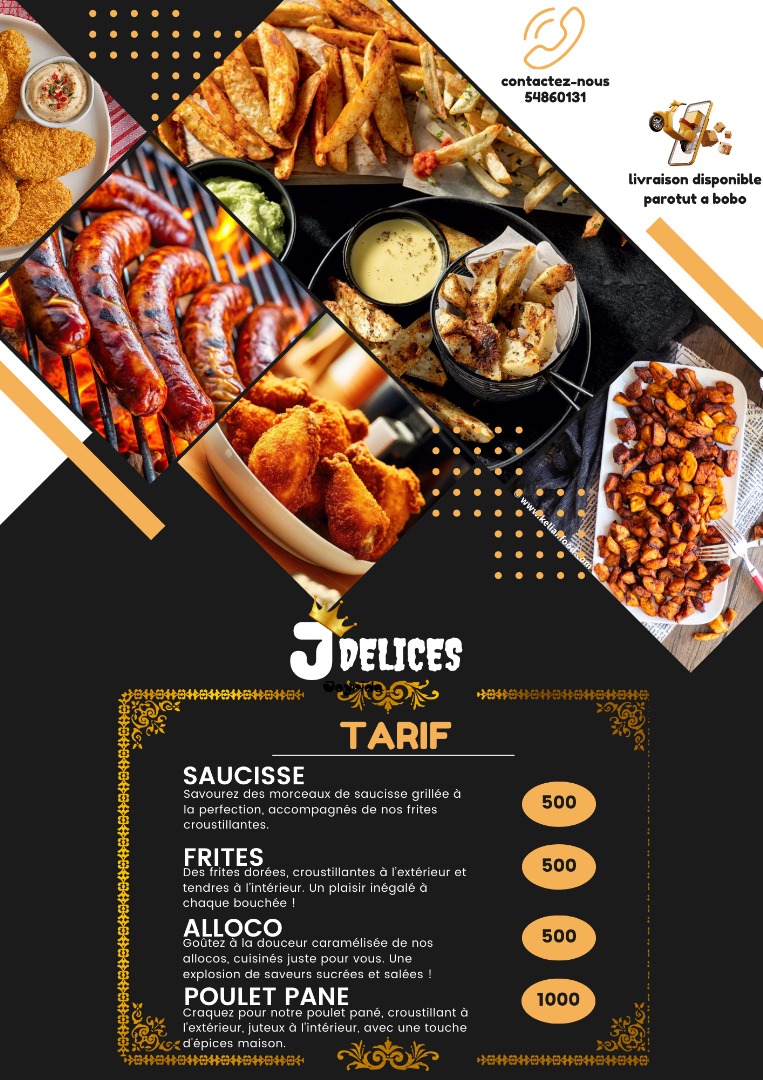 contactez-nous
54860131
livraison disponible
parotut a bobo
J DELICES
TARIF
SAUCISSE
Savourez des morceaux de saucisse grillée à
la perfection, accompagnés de nos frites
croustillantes.
500
FRITES
Des frites dorées, croustillantes à l'extérieur et
tendres à l'intérieur. Un plaisir inégalé à
chaque bouchée !
500
ALLOCO
Goûtez à la douceur caramélisée de nos
allocos, cuisinés juste pour vous. Une
explosion de saveurs sucrées et salées !
500
POULET PANE
Craquez pour notre poulet pané, croustillant à
l'extérieur, juteux à l'intérieur, avec une touche
d'épices maison.
1000